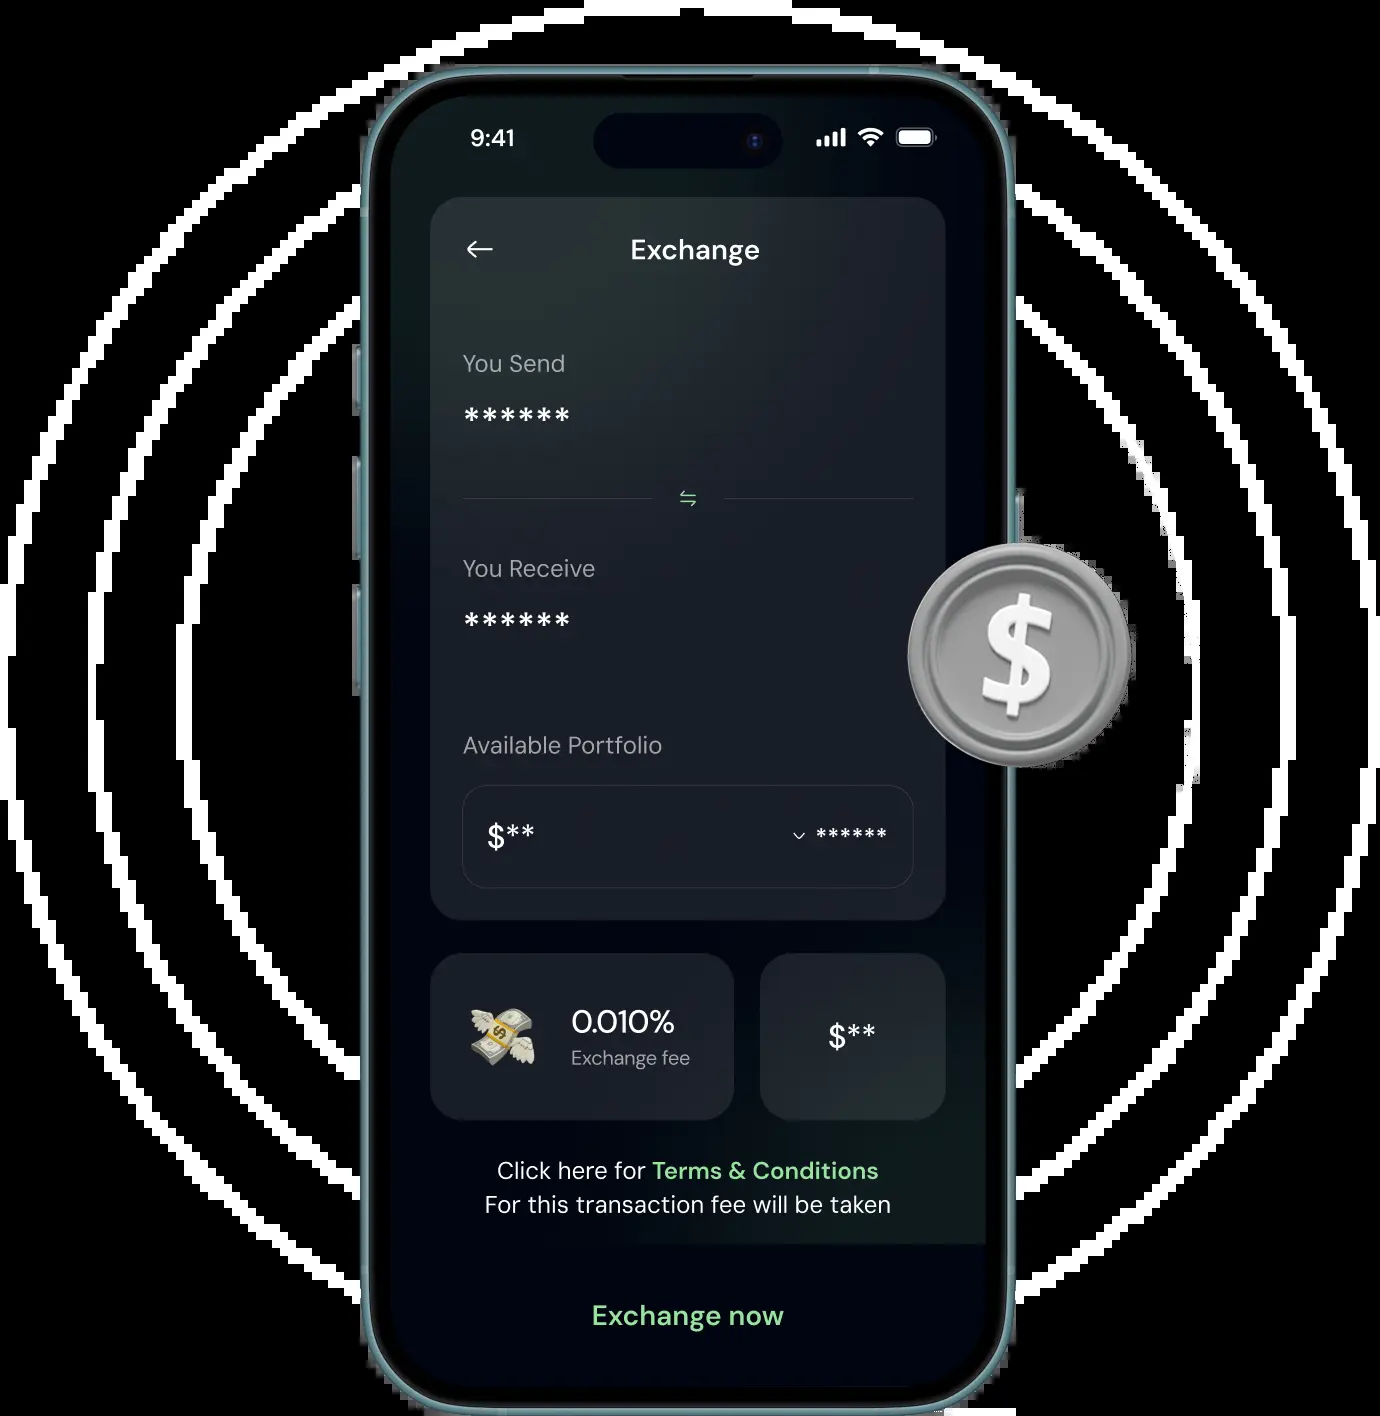 9:41
Exchange
You Send
******
You Receive
******
$
Available Portfolio
$**
******
0.010%
Exchange fee
$**
Click here for Terms & Conditions
For this transaction fee will be taken
Exchange now